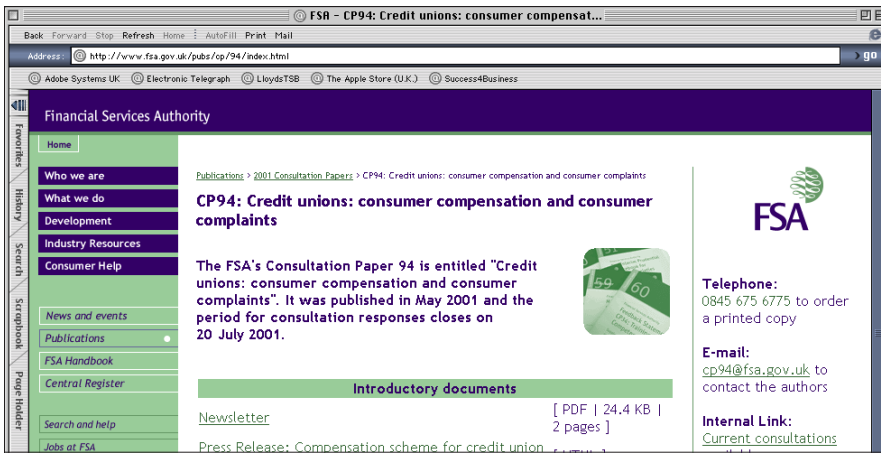 FSA - CP94: Credit unions: consumer compensat...
Back Forward Stop Refresh Home AutoFill Print Mail
Address: http://www.fsa.gov.uk/pubs/cp/94/index.html go
Adobe Systems UK Electronic Telegraph LloydsTSB The Apple Store (U.K.) Success4Business
Favorites
History
Search
Scrapbook
Page Holder
Financial Services Authority
Home
Who we are
What we do
Development
Industry Resources
Consumer Help
News and events
Publications
FSA Handbook
Central Register
Search and help
Jobs at FSA
Publications > 2001 Consultation Papers > CP94: Credit unions: consumer compensation and consumer complaints
CP94: Credit unions: consumer compensation and consumer
complaints
The FSA's Consultation Paper 94 is entitled "Credit
unions: consumer compensation and consumer
complaints". It was published in May 2001 and the
period for consultation responses closes on
20 July 2001.
59
60
Feedback Statement
Introductory documents
Newsletter
[ PDF | 24.4 KB |
2 pages ]
Press Release: Compensation scheme for credit union
FSA
Telephone:
0845 675 6775 to order
a printed copy
E-mail:
cp94@fsa.gov.uk to
contact the authors
Internal Link:
Current consultations